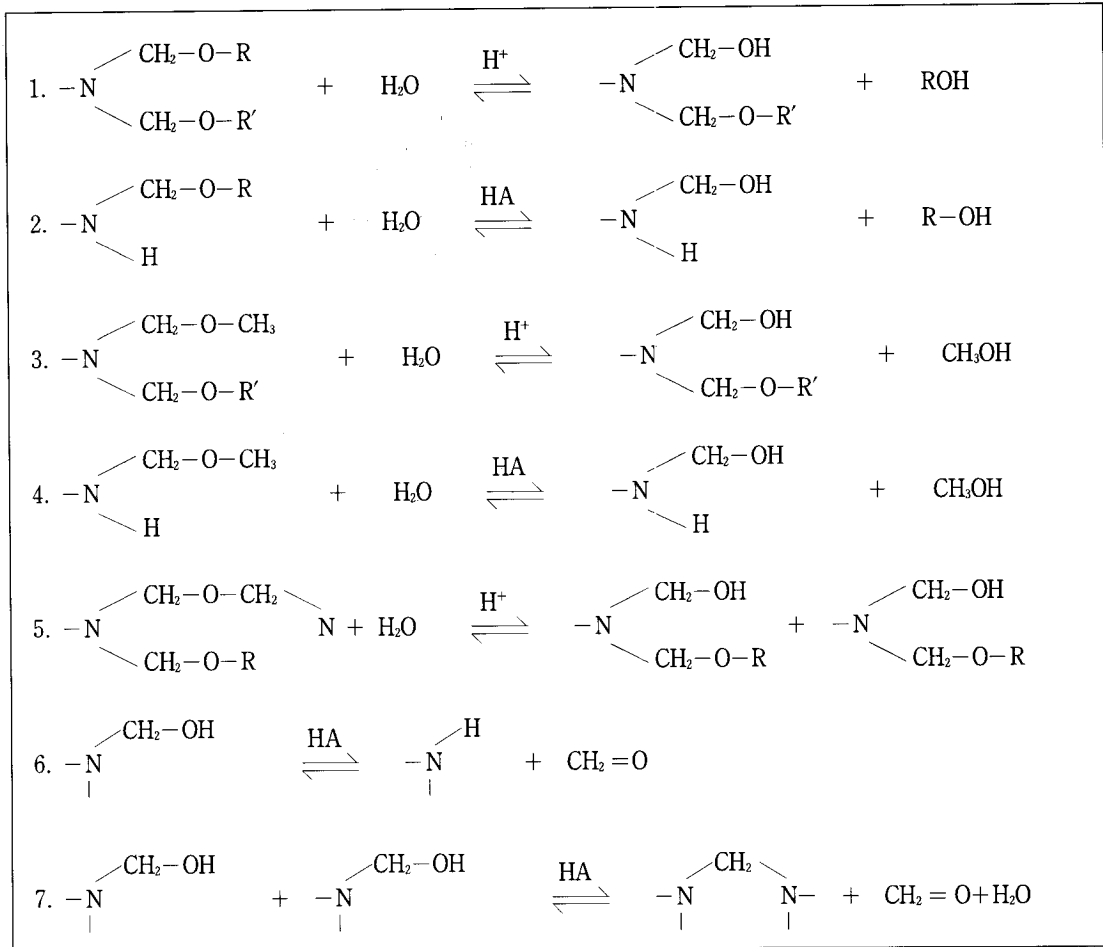 CH₂−O−R CH₂−OH
1. −N + H₂O H⁺ ⇌ −N + ROH
CH₂−O−R′ CH₂−O−R′
CH₂−O−R CH₂−OH
2. −N + H₂O HA ⇌ −N + R−OH
H H
CH₂−O−CH₃ CH₂−OH
3. −N + H₂O H⁺ ⇌ −N + CH₃OH
CH₂−O−R′ CH₂−O−R′
CH₂−O−CH₃ CH₂−OH
4. −N + H₂O HA ⇌ −N + CH₃OH
H H
CH₂−O−CH₂ CH₂−OH CH₂−OH
5. −N N + H₂O H⁺ ⇌ −N + −N
CH₂−O−R CH₂−O−R CH₂−O−R
CH₂−OH H
6. −N HA ⇌ −N + CH₂=O
CH₂−OH CH₂−OH CH₂
7. −N + −N HA ⇌ −N N− + CH₂=O+H₂O